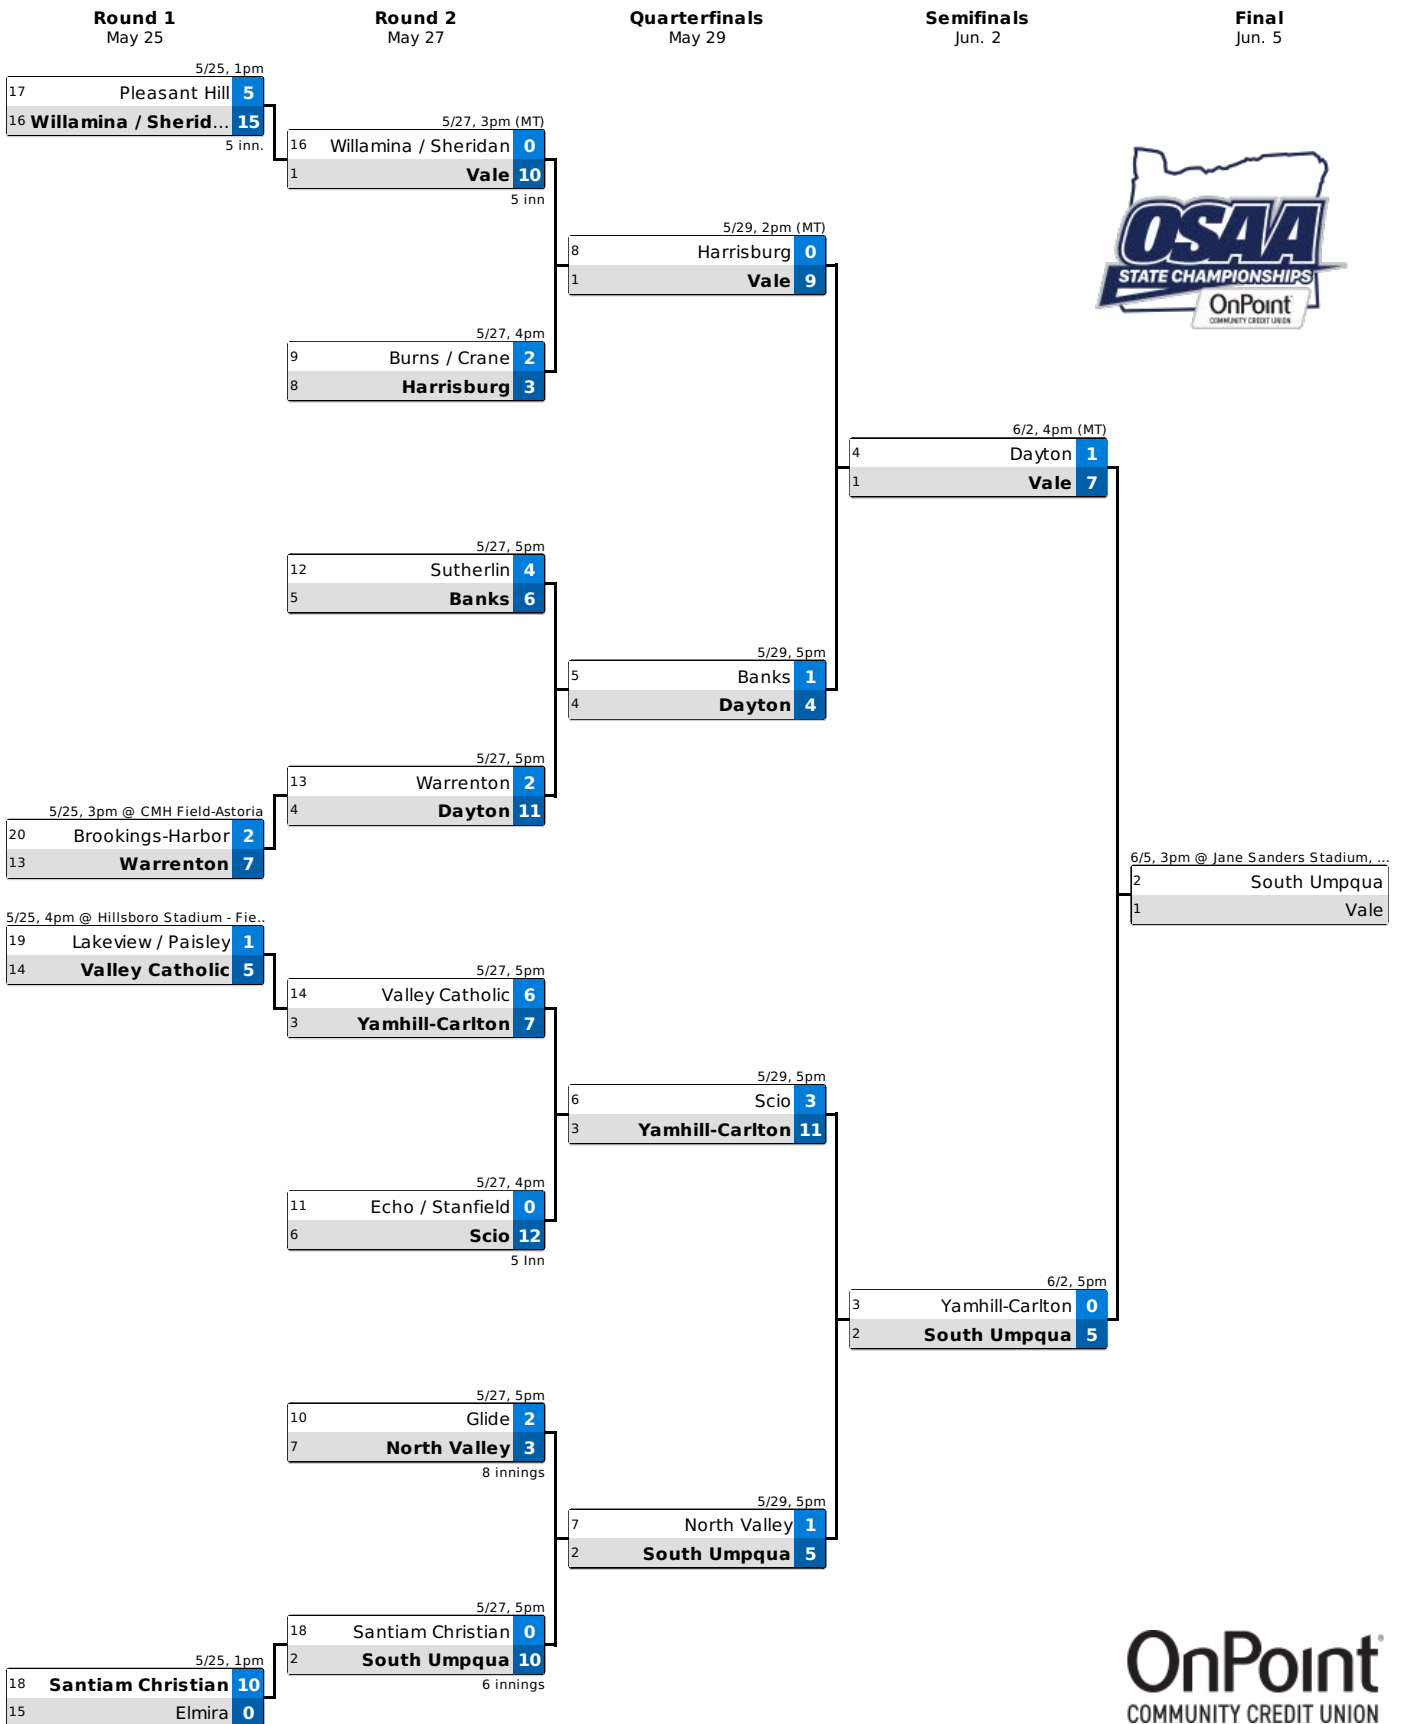 Round 1
May 25
Round 2
May 27
Quarterfinals
May 29
Semifinals
Jun. 2
Final
Jun. 5
5/25, 1pm
17 Pleasant Hill 5
16 Willamina / Sherid... 15
5 inn.
5/27, 3pm (MT)
16 Willamina / Sheridan 0
1 Vale 10
5 inn
5/29, 2pm (MT)
8 Harrisburg 0
1 Vale 9
OSAA
STATE CHAMPIONSHIPS
OnPoint
COMMUNITY CREDIT UNION
5/27, 4pm
9 Burns / Crane 2
8 Harrisburg 3
6/2, 4pm (MT)
4 Dayton 1
1 Vale 7
5/27, 5pm
12 Sutherlin 4
5 Banks 6
5/29, 5pm
5 Banks 1
4 Dayton 4
5/27, 5pm
13 Warrenton 2
4 Dayton 11
5/25, 3pm @ CMH Field-Astoria
20 Brookings-Harbor 2
13 Warrenton 7
6/5, 3pm @ Jane Sanders Stadium, ...
2 South Umpqua
1 Vale
5/25, 4pm @ Hillsboro Stadium - Fie..
19 Lakeview / Paisley 1
14 Valley Catholic 5
5/27, 5pm
14 Valley Catholic 6
3 Yamhill-Carlton 7
5/29, 5pm
6 Scio 3
3 Yamhill-Carlton 11
5/27, 4pm
11 Echo / Stanfield 0
6 Scio 12
5 Inn
6/2, 5pm
3 Yamhill-Carlton 0
2 South Umpqua 5
5/27, 5pm
10 Glide 2
7 North Valley 3
8 innings
5/29, 5pm
7 North Valley 1
2 South Umpqua 5
5/27, 5pm
18 Santiam Christian 0
2 South Umpqua 10
6 innings
5/25, 1pm
18 Santiam Christian 10
15 Elmira 0
OnPoint®
COMMUNITY CREDIT UNION